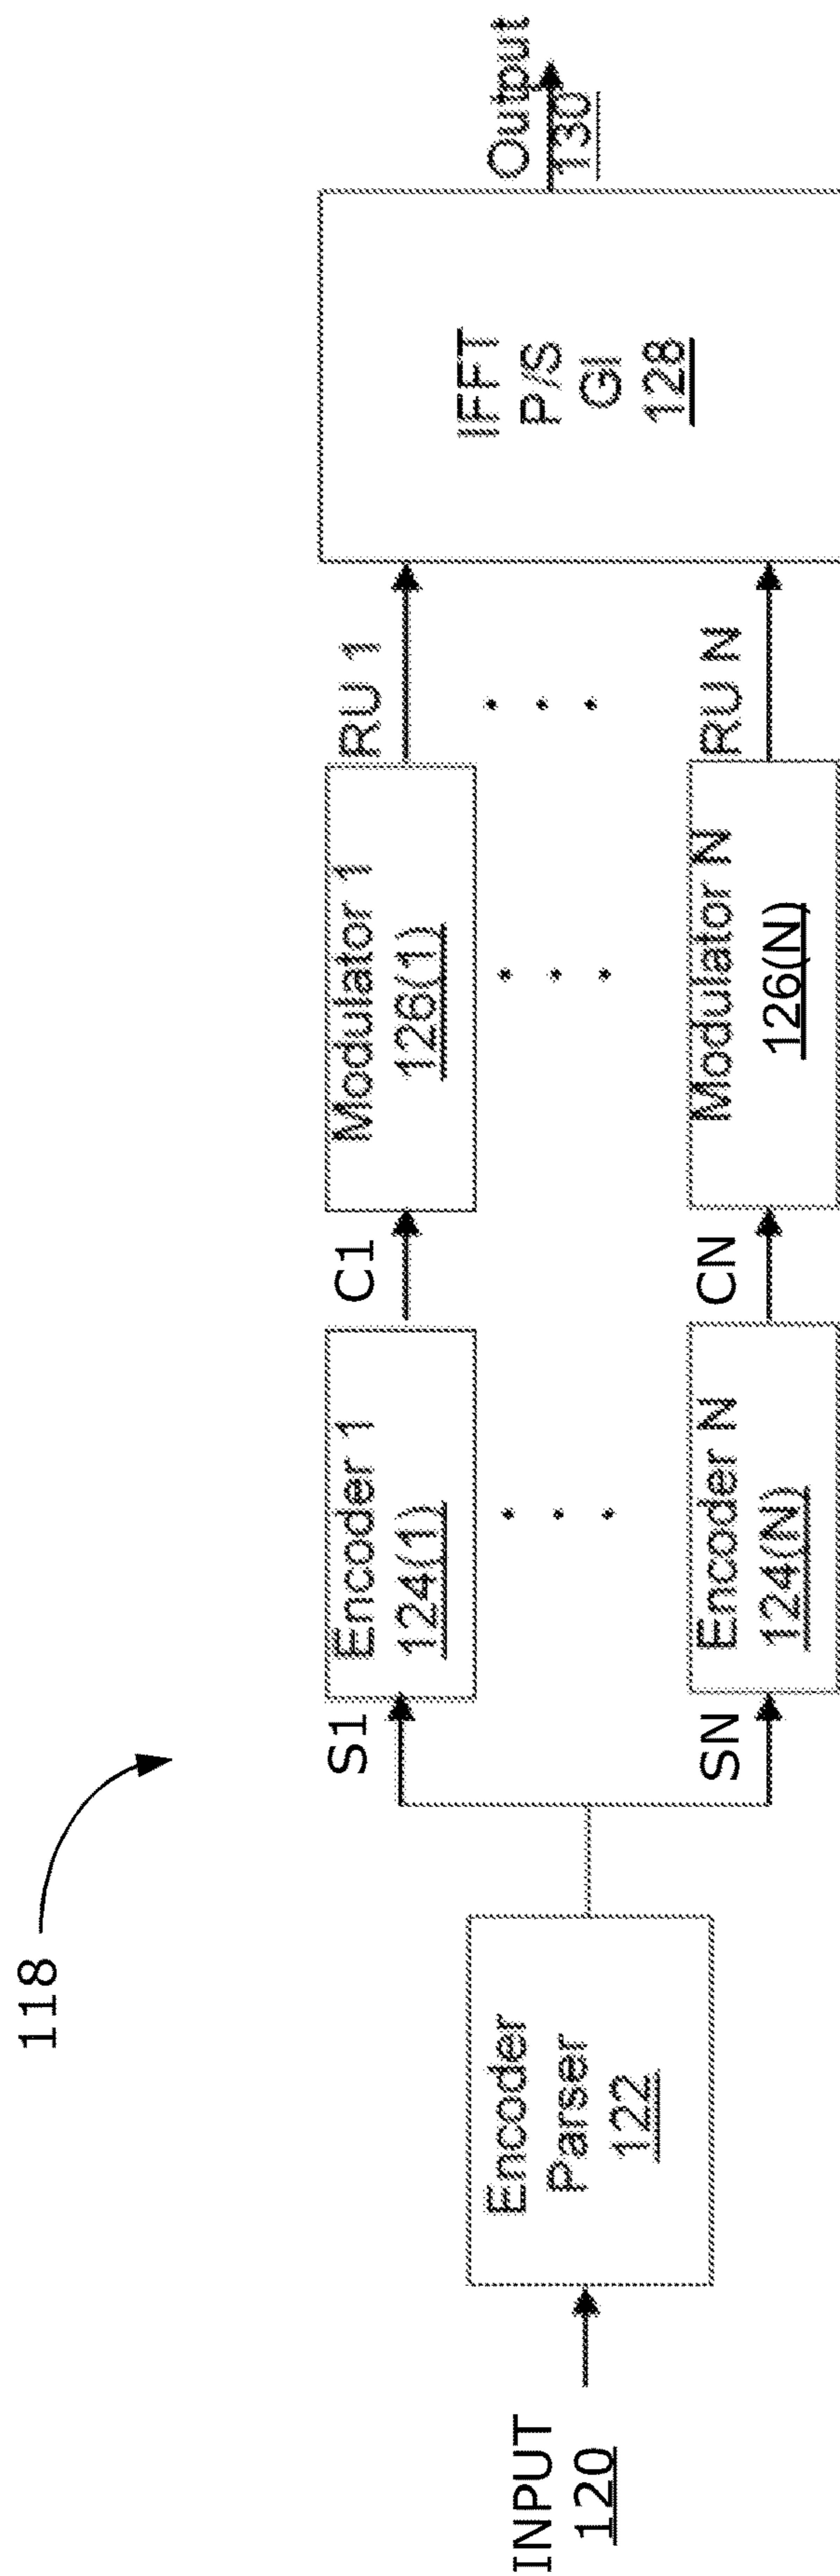 118
INPUT
120
Encoder
Parser
122
S1
Encoder 1
124(1)
C1
Modulator 1
126(1)
RU 1
SN
Encoder N
124(N)
CN
Modulator N
126(N)
RU N
IFFT
P/S
GI
128
Output
130